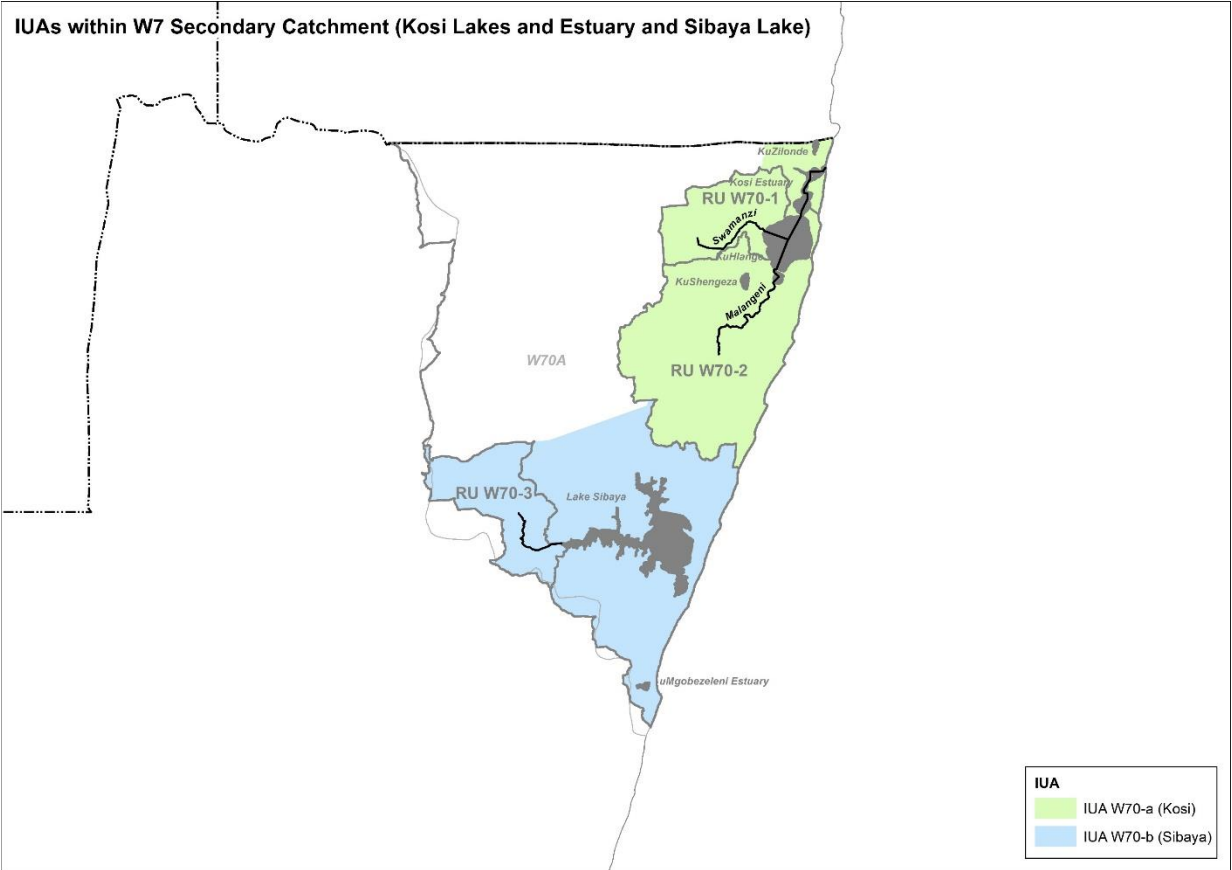 IUAs within W7 Secondary Catchment (Kosi Lakes and Estuary and Sibaya Lake)
KuZilonde
Kosi Estuary
RU W70-1
Swamanzi
KuHlange
KuShengeza
Malangeni
W70A
RU W70-2
RU W70-3
Lake Sibaya
uMgobezeleni Estuary
IUA
IUA W70-a (Kosi)
IUA W70-b (Sibaya)